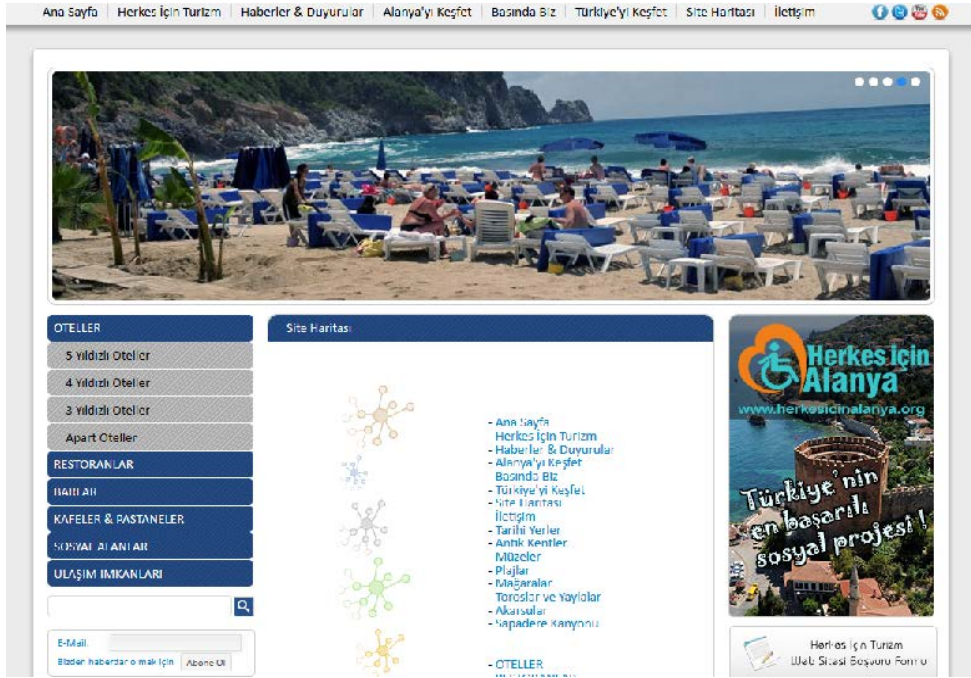 Ana Sayfa
Herkes İçin Turizm
Haberler & Duyurular
Alanya'yı Keşfet
Basında Biz
Türkiye'yi Keşfet
Site Haritası
İletişim
OTELLER
5 Yıldızlı Oteller
4 Yıldızlı Oteller
3 Yıldızlı Oteller
Apart Oteller
RESTORANLAR
BARLAR
KAFELER & PASTANELER
SOSYAL ALANLAR
ULAŞIM İMKANLARI
E-Mail:
Bizden haberdar olmak için
Abone Ol
Site Haritası
- Ana Sayfa
Herkes İçin Turizm
- Haberler & Duyurular
- Alanya'yı Keşfet
Basında Biz
- Türkiye'yi Keşfet
- Site Haritası
İletişim
- Tarihi Yerler
- Antik Kentler
Müzeler
- Plajlar
- Mağaralar
Toroslar ve Yaylalar
- Akarsular
- Sapadere Kanyonu
- OTELLER
RESTORANLAR
Herkes için
Alanya
www.herkesicinalanya.org
Türkiye'nin
en başarılı
sosyal projesi !
Herkes İçin Turizm
Web Sitesi Başvuru Formu